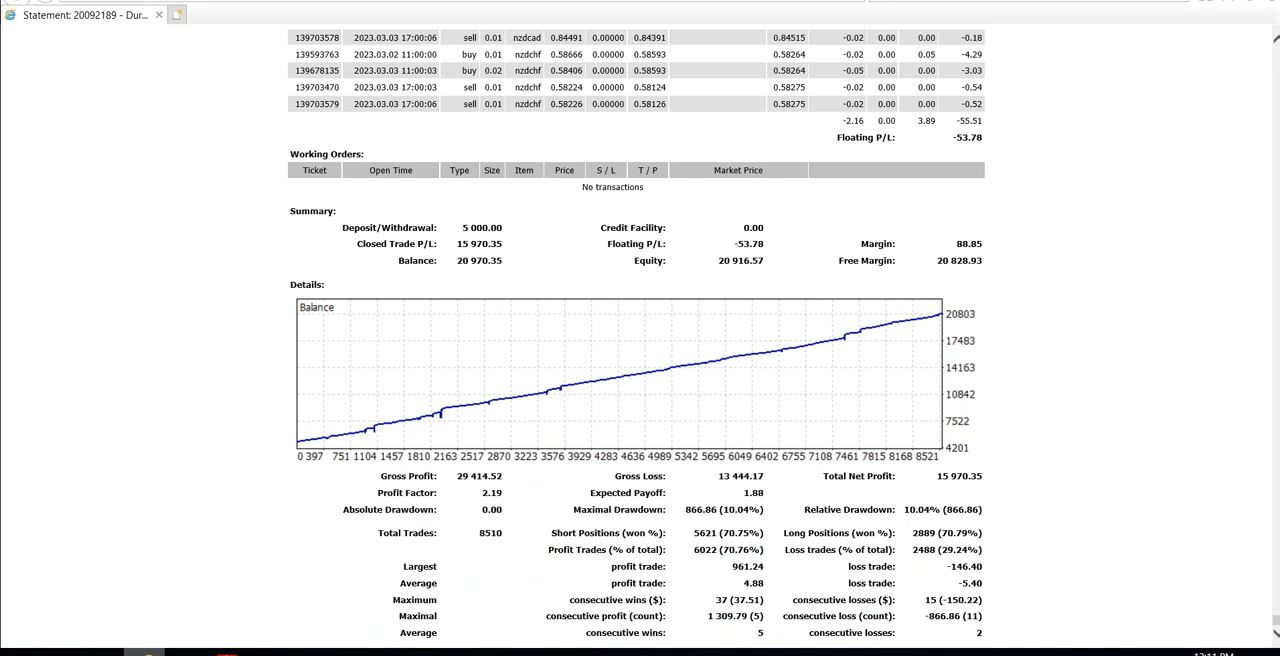 Statement: 20092189 - Dur...
139703578 2023.03.03 17:00:06 sell 0.01 nzdcad 0.84491 0.00000 0.84391 0.84515 -0.02 0.00 0.00 -0.18
139593763 2023.03.02 11:00:00 buy 0.01 nzdchf 0.58666 0.00000 0.58593 0.58264 -0.02 0.00 0.05 -4.29
139678135 2023.03.03 11:00:03 buy 0.02 nzdchf 0.58406 0.00000 0.58593 0.58264 -0.05 0.00 0.00 -3.03
139703470 2023.03.03 17:00:03 sell 0.01 nzdchf 0.58224 0.00000 0.58124 0.58275 -0.02 0.00 0.00 -0.54
139703579 2023.03.03 17:00:06 sell 0.01 nzdchf 0.58226 0.00000 0.58126 0.58275 -0.02 0.00 0.00 -0.52
-2.16 0.00 3.89 -55.51
Floating P/L: -53.78
Working Orders:
Ticket Open Time Type Size Item Price S / L T / P Market Price
No transactions
Summary:
Deposit/Withdrawal: 5 000.00 Credit Facility: 0.00
Closed Trade P/L: 15 970.35 Floating P/L: -53.78 Margin: 88.85
Balance: 20 970.35 Equity: 20 916.57 Free Margin: 20 828.93
Details:
Balance
20803
17483
14163
10842
7522
4201
0 397 751 1104 1457 1810 2163 2517 2870 3223 3576 3929 4283 4636 4989 5342 5695 6049 6402 6755 7108 7461 7815 8168 8521
Gross Profit: 29 414.52 Gross Loss: 13 444.17 Total Net Profit: 15 970.35
Profit Factor: 2.19 Expected Payoff: 1.88
Absolute Drawdown: 0.00 Maximal Drawdown: 866.86 (10.04%) Relative Drawdown: 10.04% (866.86)
Total Trades: 8510 Short Positions (won %): 5621 (70.75%) Long Positions (won %): 2889 (70.79%)
Profit Trades (% of total): 6022 (70.76%) Loss trades (% of total): 2488 (29.24%)
Largest profit trade: 961.24 loss trade: -146.40
Average profit trade: 4.88 loss trade: -5.40
Maximum consecutive wins ($): 37 (37.51) consecutive losses ($): 15 (-150.22)
Maximal consecutive profit (count): 1 309.79 (5) consecutive loss (count): -866.86 (11)
Average consecutive wins: 5 consecutive losses: 2